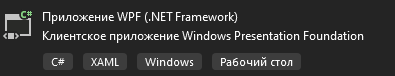 C#
Приложение WPF (.NET Framework)
Клиентское приложение Windows Presentation Foundation
C# XAML Windows Рабочий стол